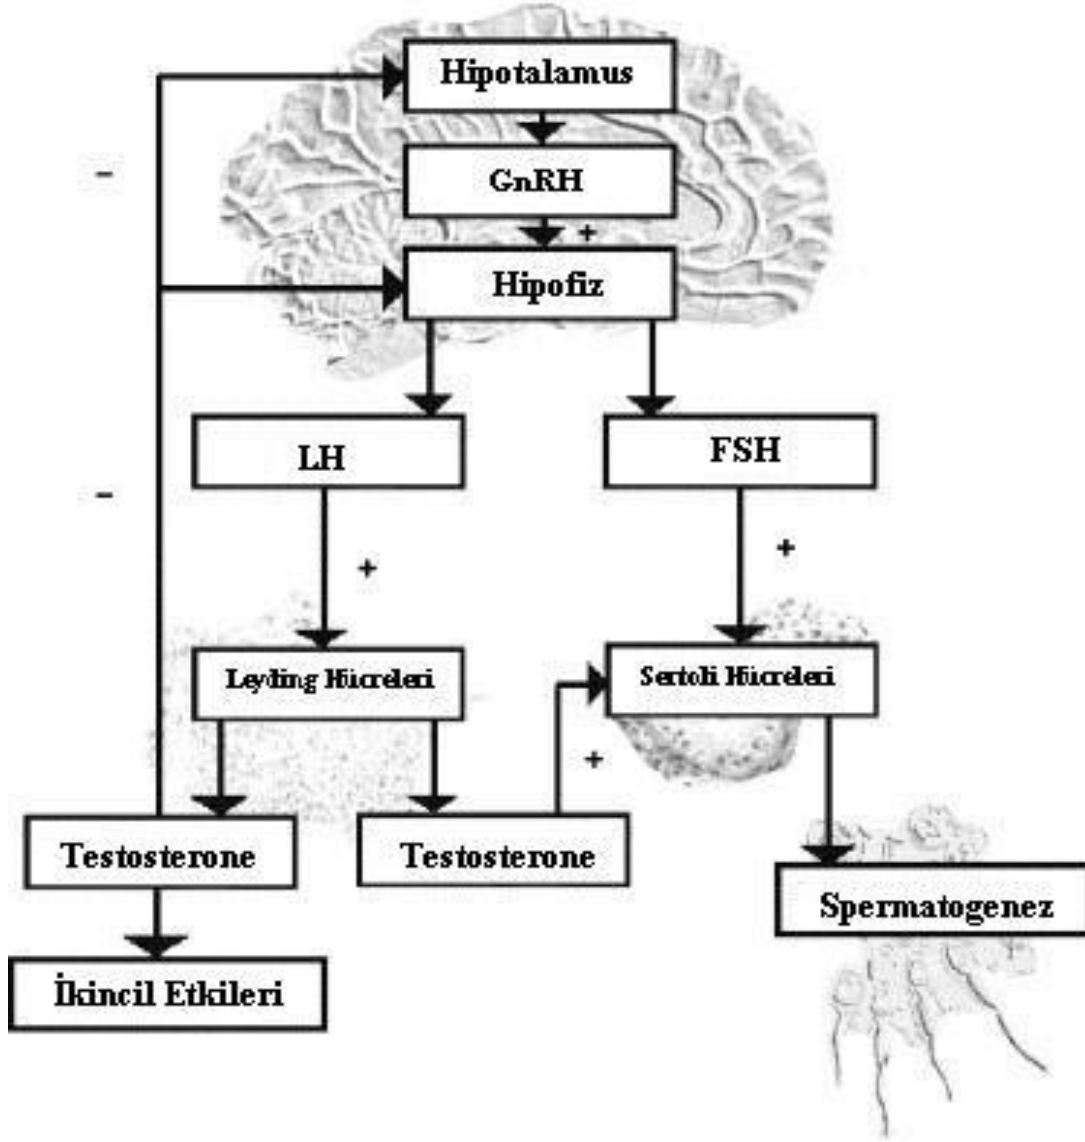 Hipotalamus
GnRH
+
Hipofiz
-
LH
FSH
-
+
+
Leyding Hücreleri
Sertoli Hücreleri
+
Testosterone
Testosterone
Spermatogenez
İkincil Etkileri